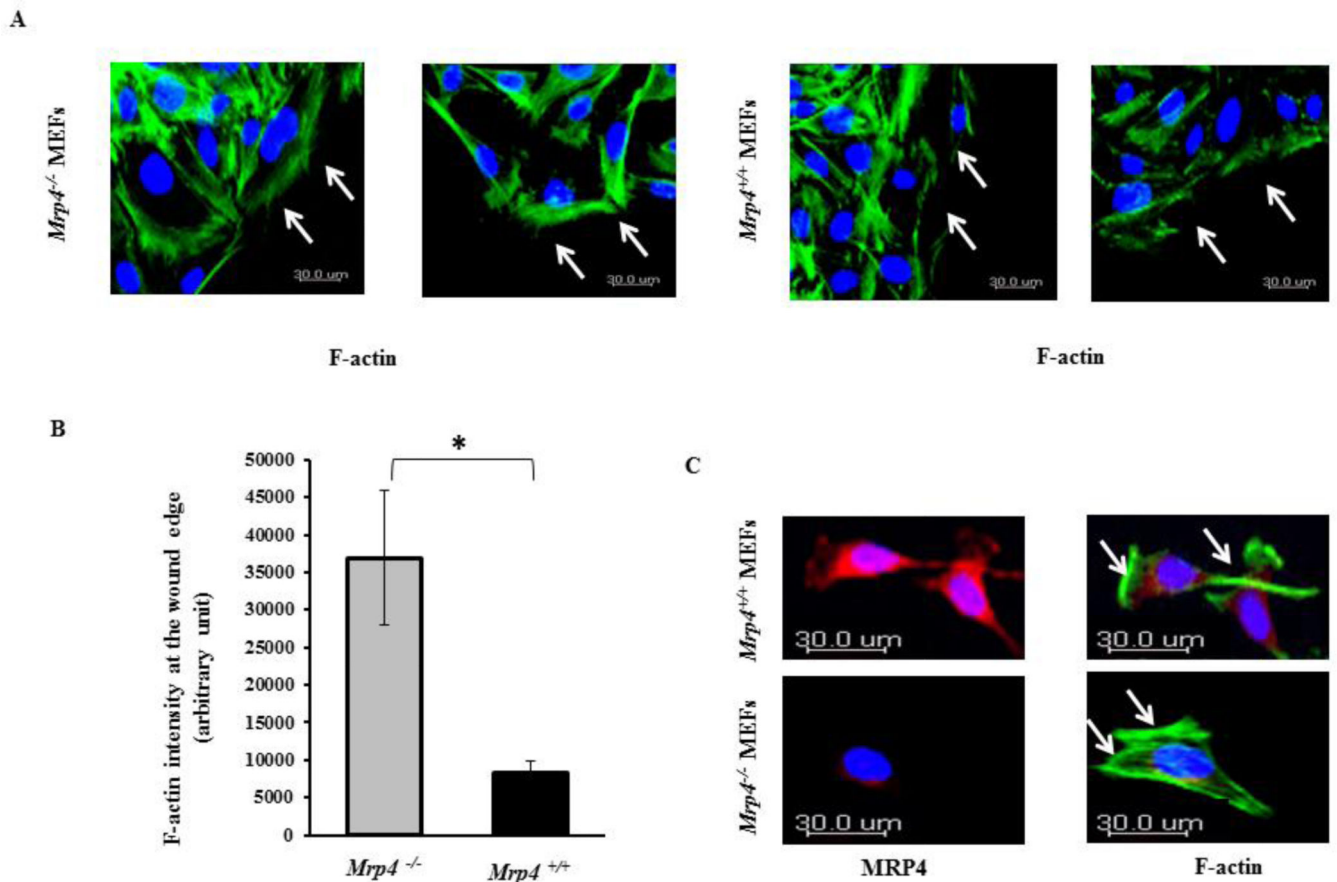 A
Mrp4-/- MEFs
30.0 um
30.0 um
Mrp4+/+ MEFs
30.0 um
30.0 um
F-actin
F-actin
B
F-actin intensity at the wound edge
(arbitrary unit)
50000
45000
40000
35000
30000
25000
20000
15000
10000
5000
0
*
Mrp4 -/-
Mrp4 +/+
C
Mrp4+/+ MEFs
30.0 um
30.0 um
Mrp4-/- MEFs
30.0 um
30.0 um
MRP4
F-actin